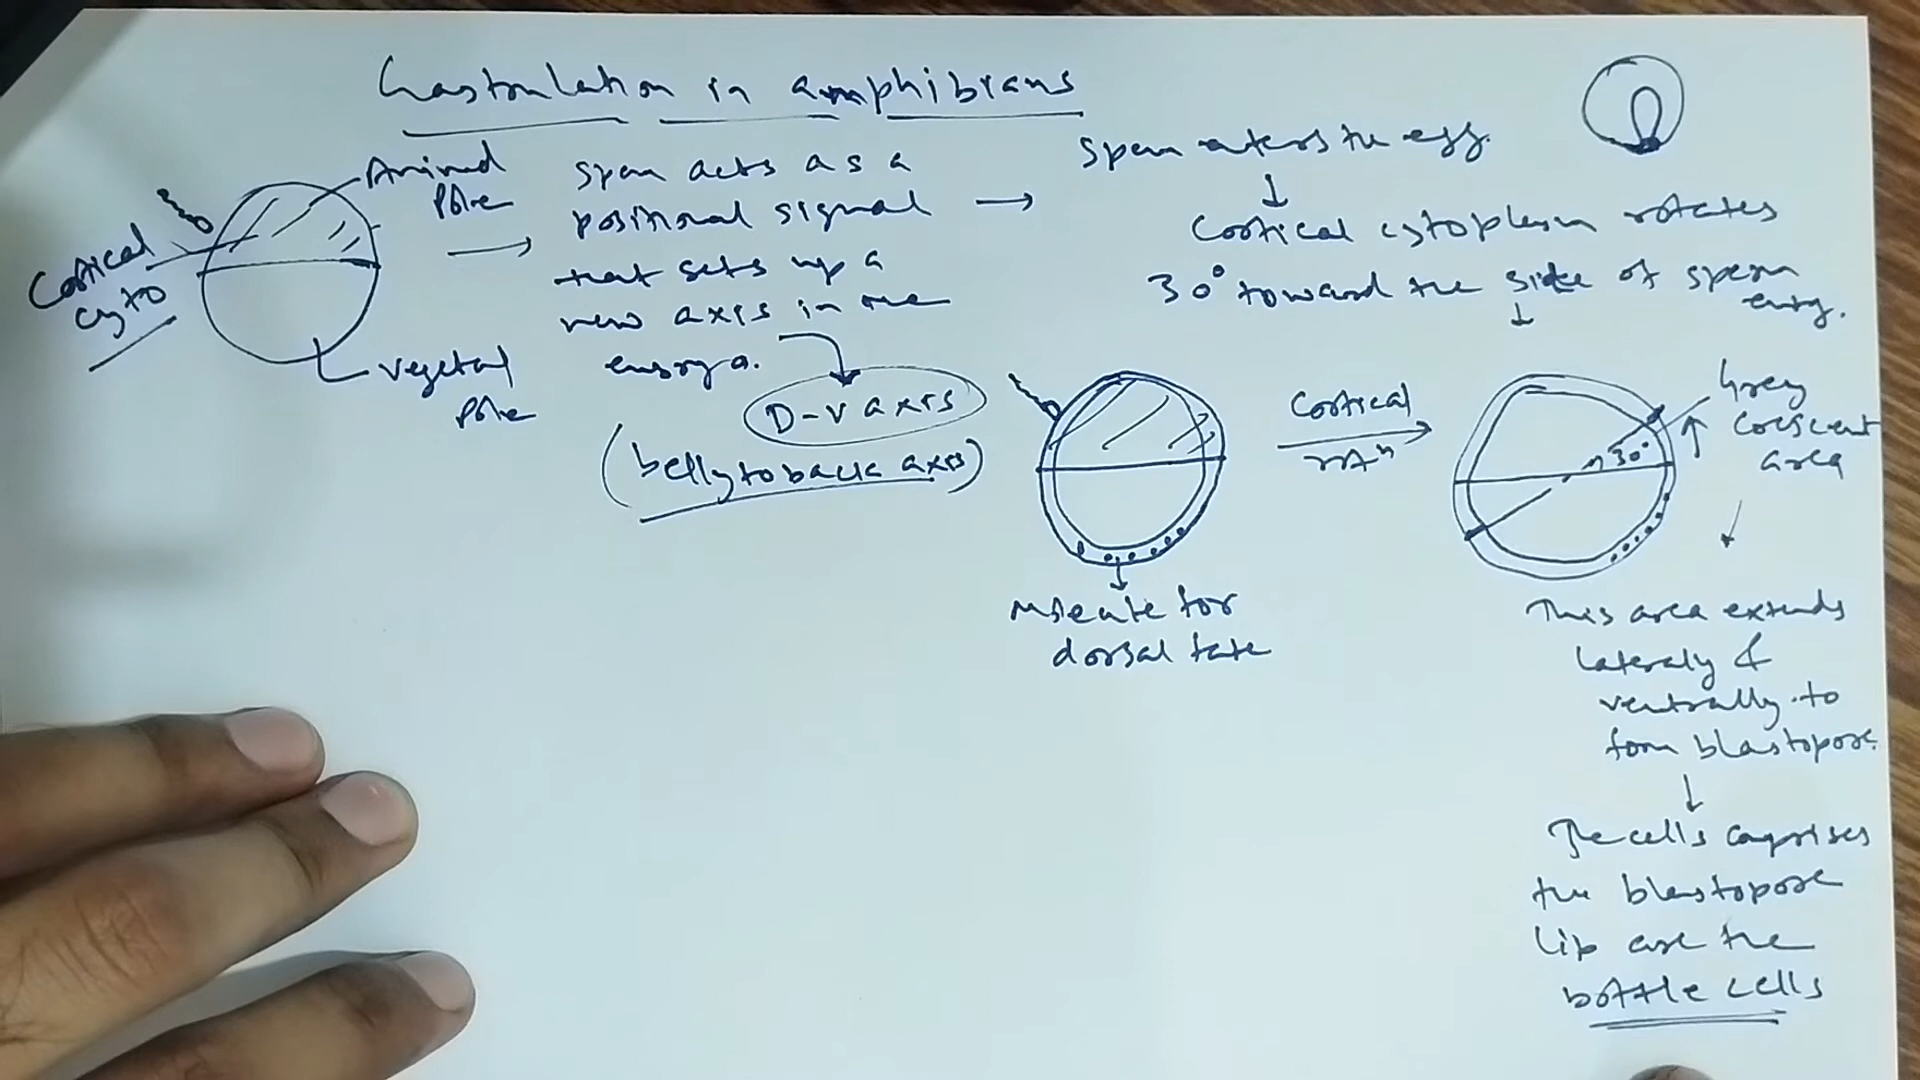 Gastrulation in amphibians
Animal
Pole
Cortical
cyto
Vegetal
Pole
Sperm acts as a
positional signal
that sets up a
new axis in the
embryo.
D-V axis
(belly to back axis)
Sperm enters the egg.
Cortical cytoplasm rotates
30° toward the side of sperm
entry.
Cortical
rotⁿ
Grey
crescent
area
30°
Molecule for
dorsal fate
This area extends
laterally &
ventrally to
form blastopore.
The cells comprises
the blastopore
lip are the
bottle cells